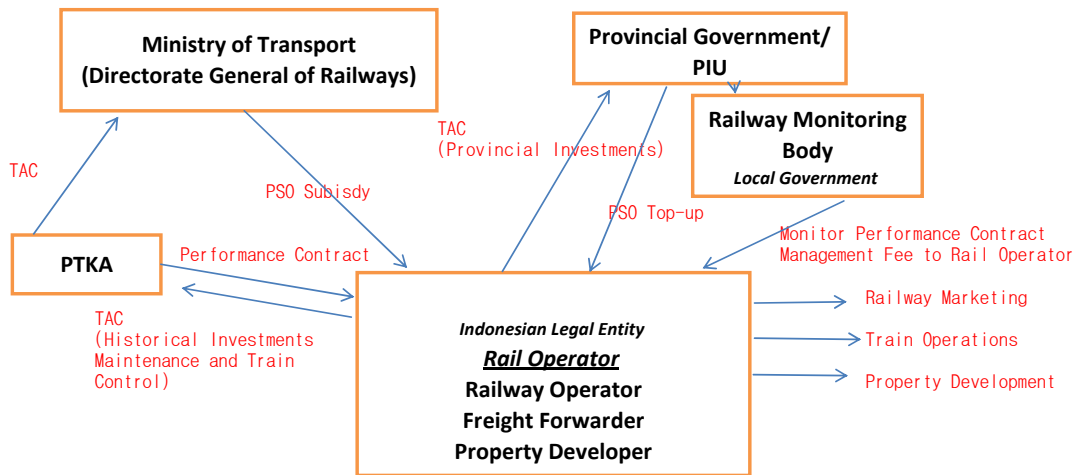 Ministry of Transport
(Directorate General of Railways)
Provincial Government/
PIU
Railway Monitoring
Body
Local Government
TAC
(Provincial Investments)
TAC
PSO Subisdy
PSO Top-up
Monitor Performance Contract
Management Fee to Rail Operator
PTKA
Performance Contract
TAC
(Historical Investments
Maintenance and Train
Control)
Indonesian Legal Entity
Rail Operator
Railway Operator
Freight Forwarder
Property Developer
Railway Marketing
Train Operations
Property Development